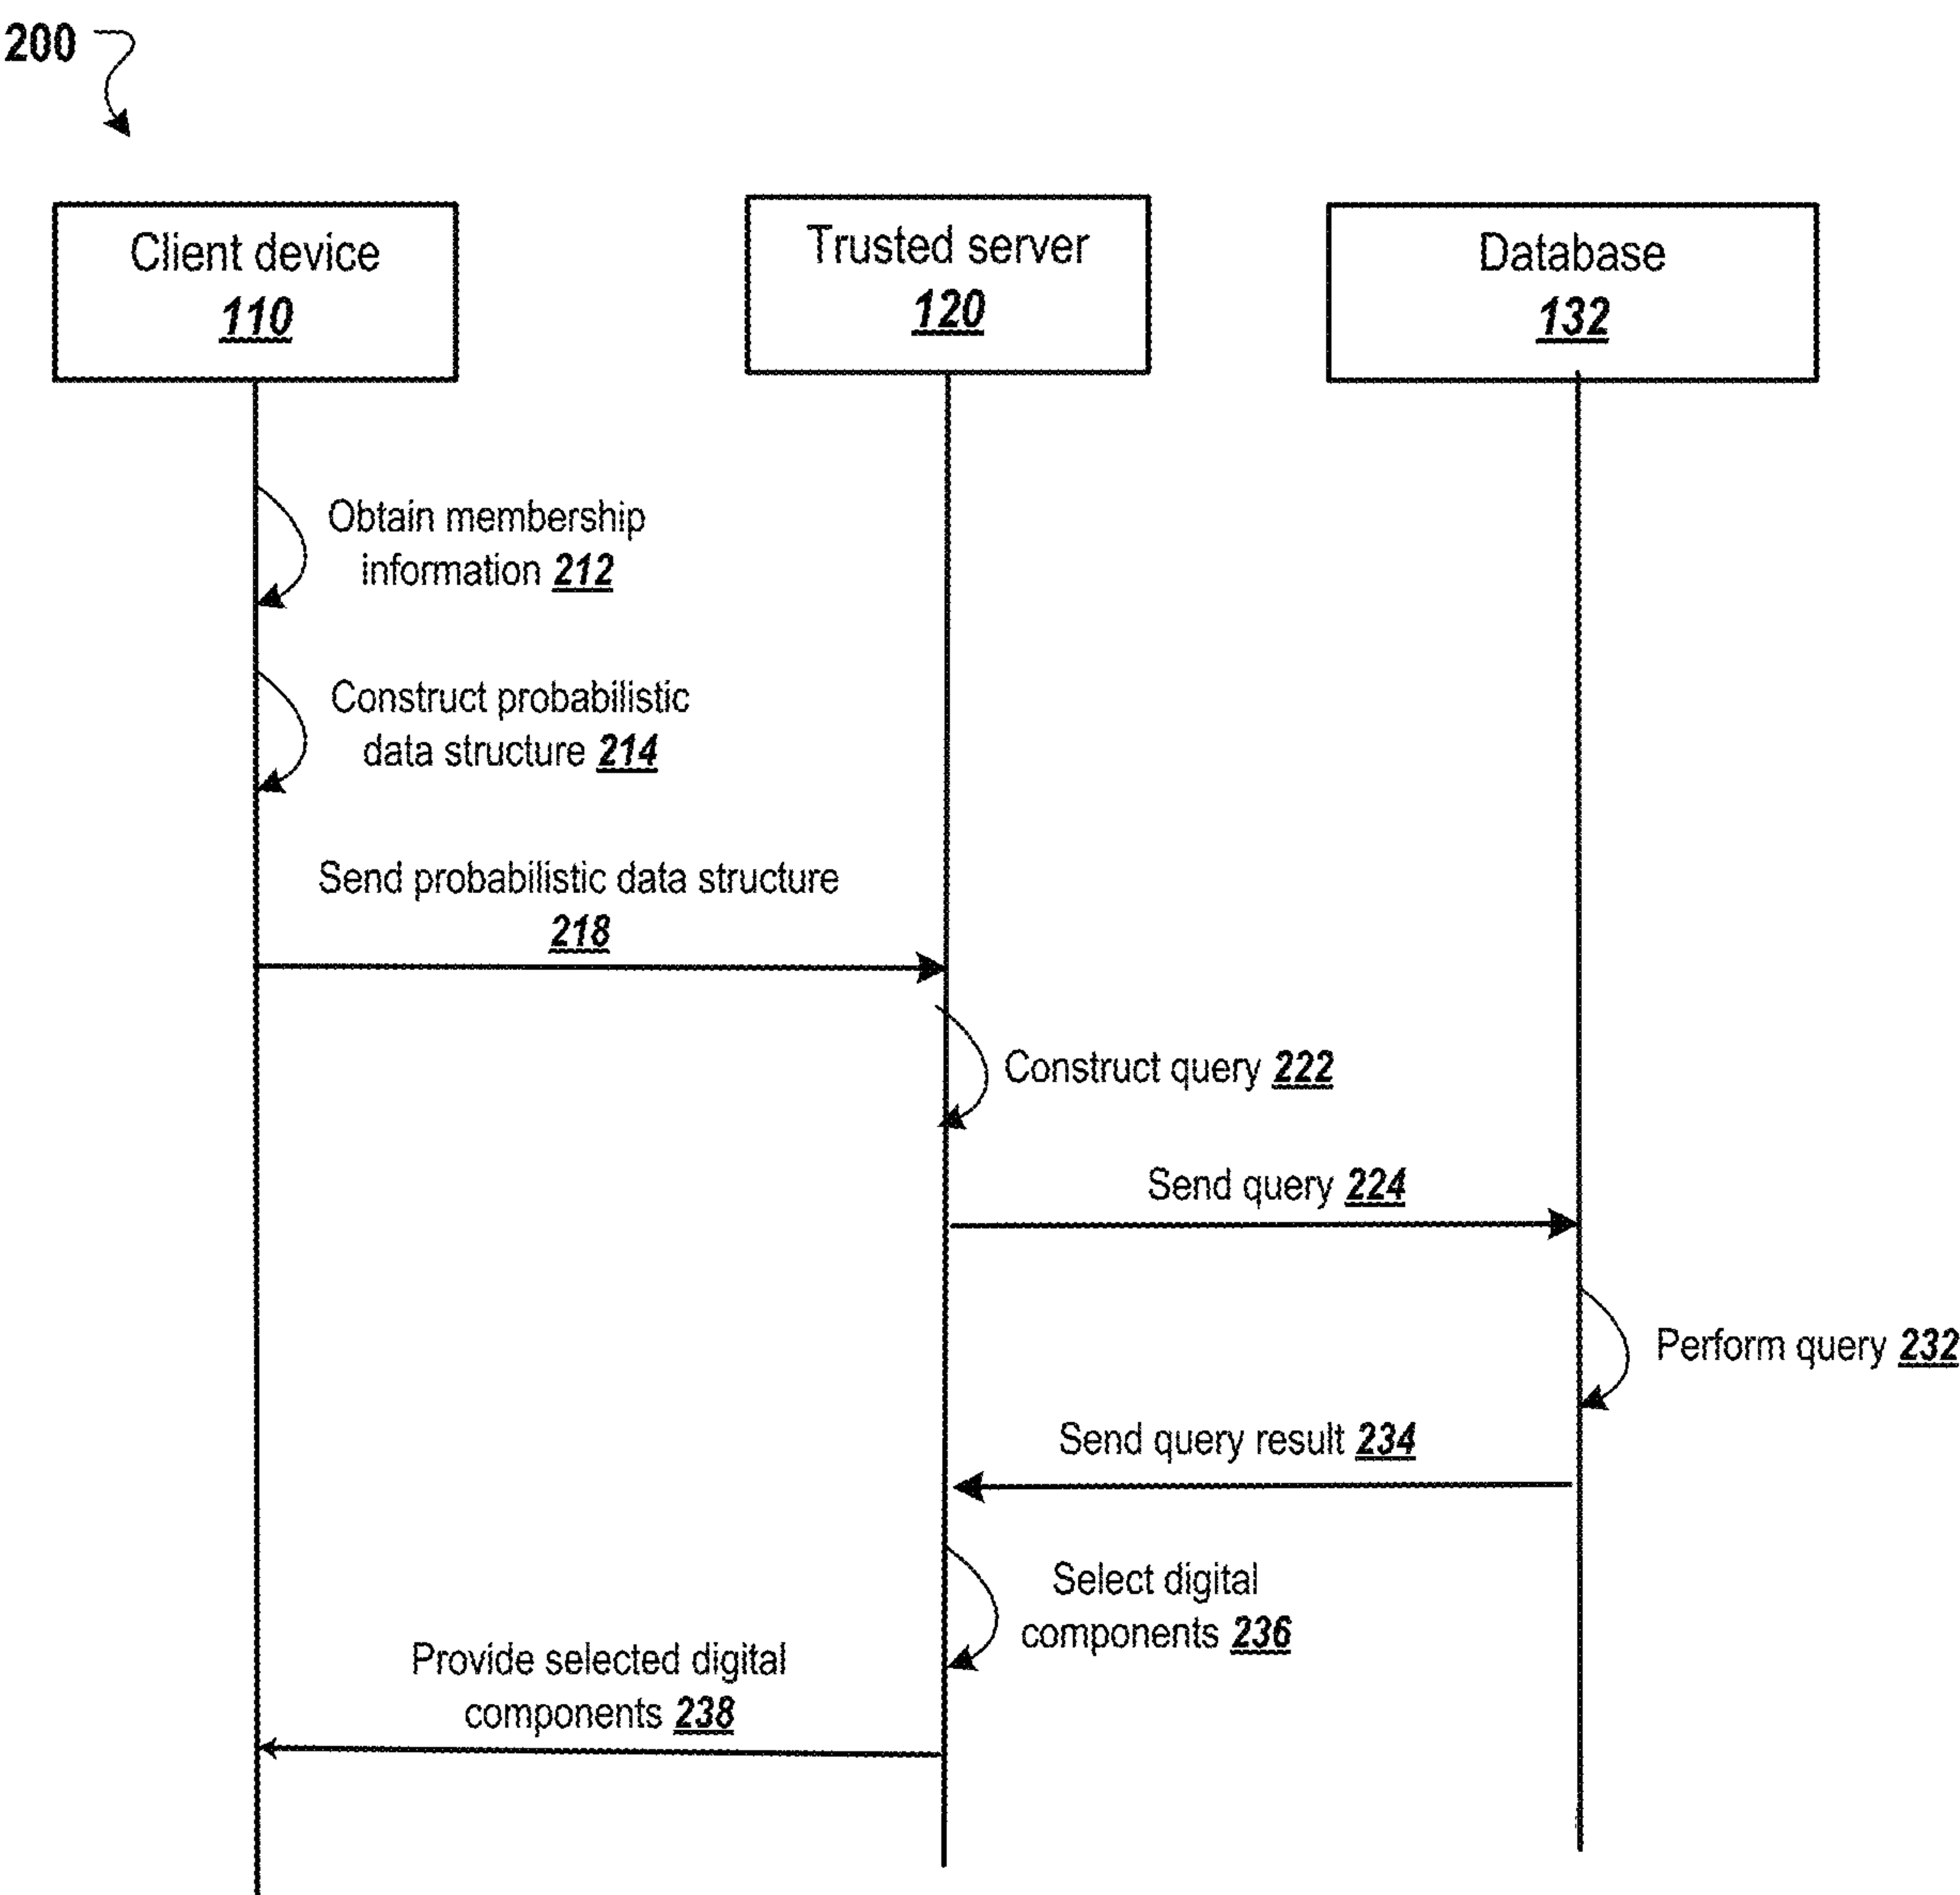 200
Client device
110
Trusted server
120
Database
132
Obtain membership
information 212
Construct probabilistic
data structure 214
Send probabilistic data structure
218
Construct query 222
Send query 224
Perform query 232
Send query result 234
Select digital
components 236
Provide selected digital
components 238